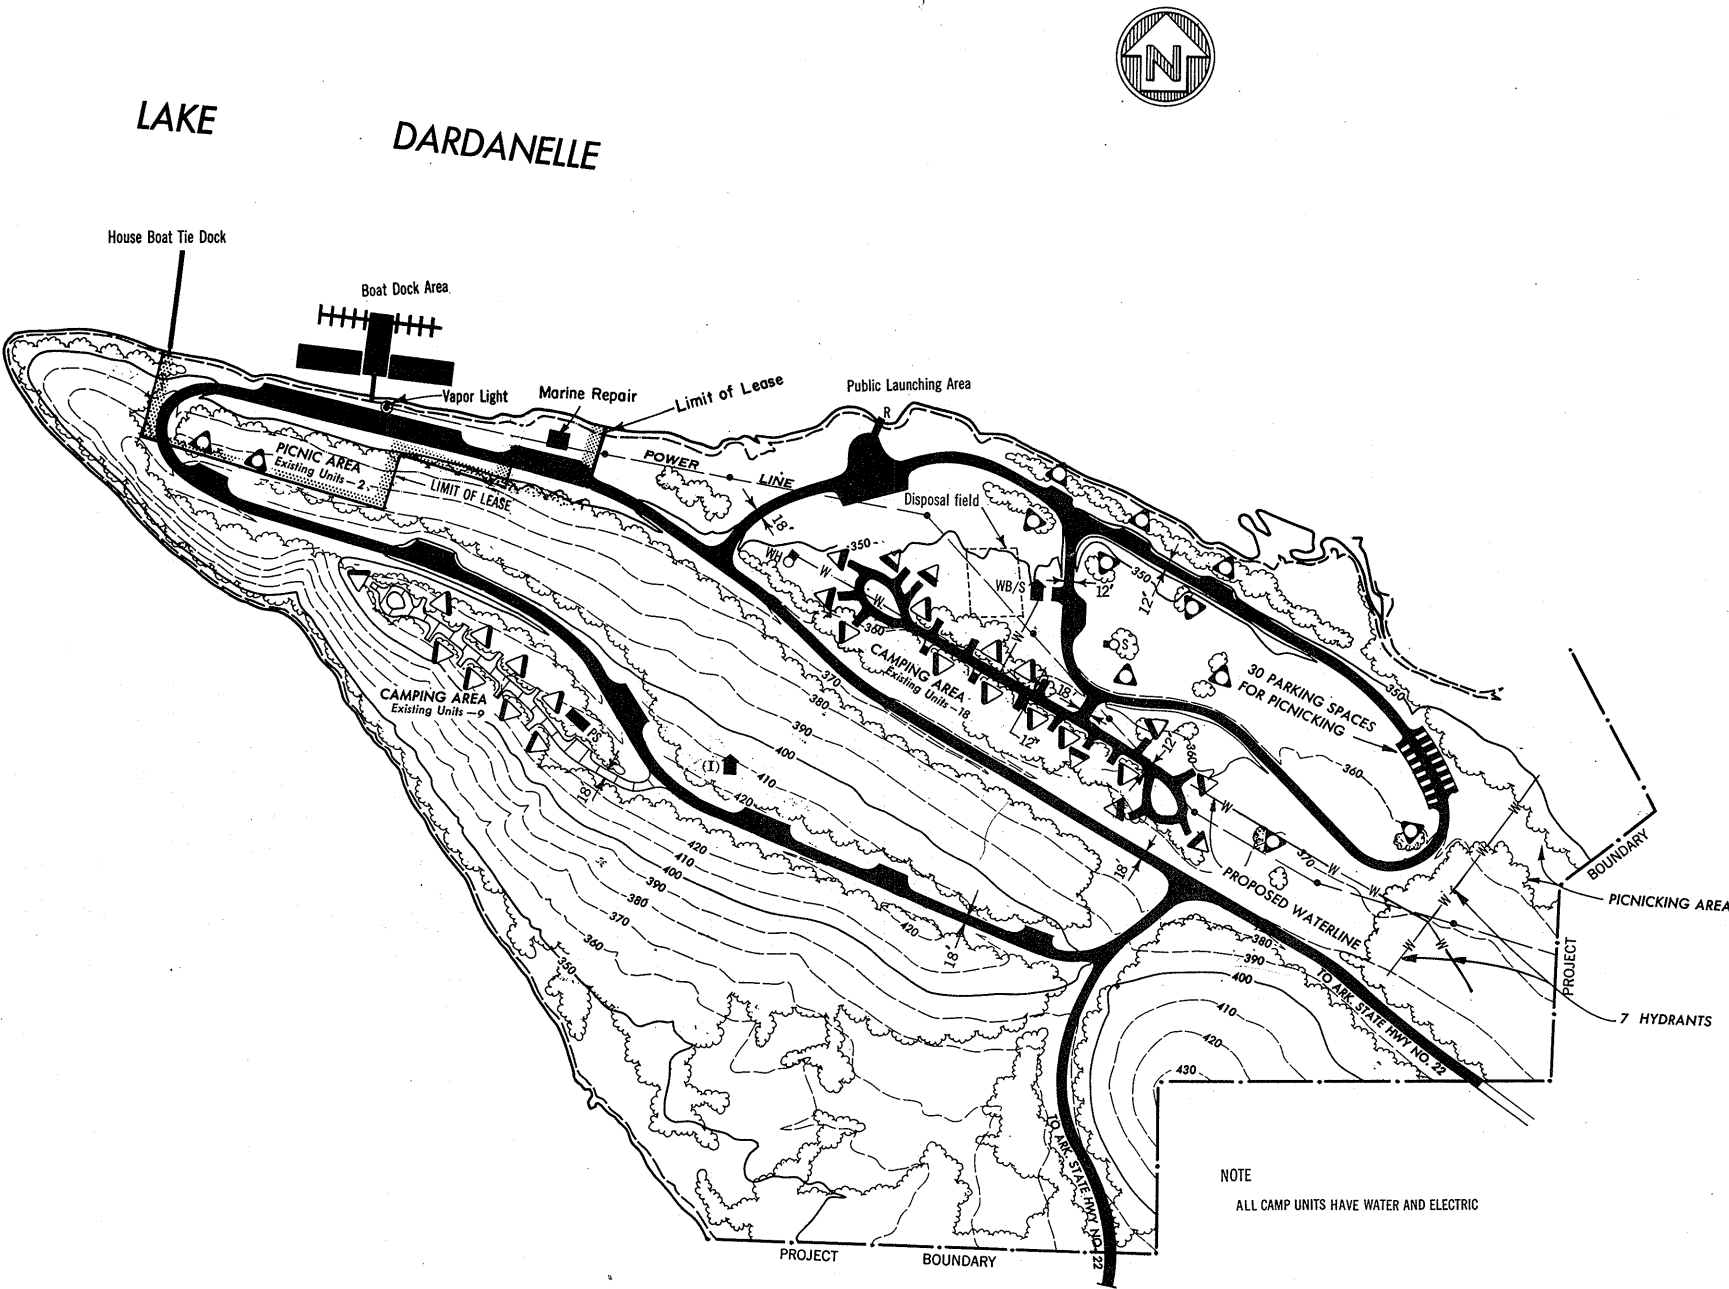 N
LAKE DARDANELLE
House Boat Tie Dock
Boat Dock Area
Vapor Light
Marine Repair
Limit of Lease
Public Launching Area
R
POWER LINE
PICNIC AREA
Existing Units—2
LIMIT OF LEASE
Disposal field
18'
WH
W
350
WB/S
12'
350
12'
W
360
W
S
CAMPING AREA
Existing Units—18
18'
12'
12'
360
30 PARKING SPACES
FOR PICNICKING
350
360
370
380
390
400
410
420
CAMPING AREA
Existing Units—9
PS
(I)
18'
420
410
400
390
380
370
360
350
420
18'
18'
W
W
W
370
PROPOSED WATERLINE
W
W
W
W
W
BOUNDARY
PICNICKING AREA
PROJECT
7 HYDRANTS
380
390
400
410
420
430
TO ARK. STATE HWY NO. 22
TO ARK. STATE HWY NO. 22
NOTE
ALL CAMP UNITS HAVE WATER AND ELECTRIC
PROJECT BOUNDARY